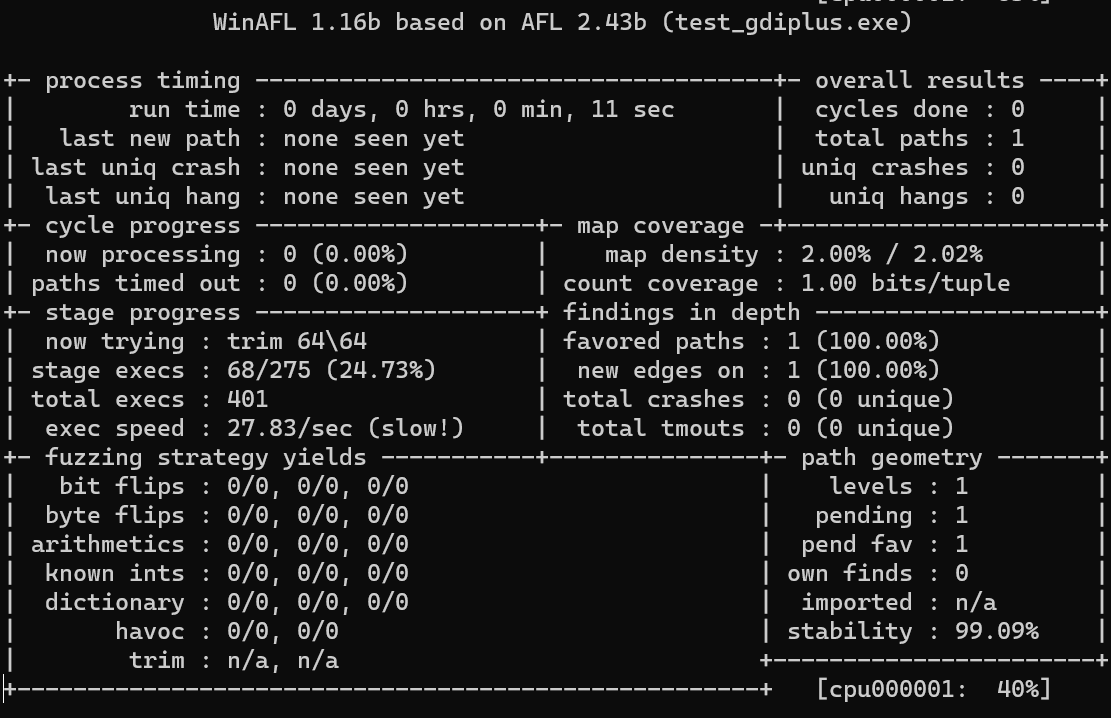 WinAFL 1.16b based on AFL 2.43b (test_gdiplus.exe)
+- process timing -------------------------------------+- overall results ----+
|        run time : 0 days, 0 hrs, 0 min, 11 sec       |  cycles done : 0     |
|   last new path : none seen yet                      |  total paths : 1     |
| last uniq crash : none seen yet                      | uniq crashes : 0     |
|  last uniq hang : none seen yet                      |   uniq hangs : 0     |
+- cycle progress --------------------+- map coverage -+----------------------+
|  now processing : 0 (0.00%)         |    map density : 2.00% / 2.02%        |
| paths timed out : 0 (0.00%)         | count coverage : 1.00 bits/tuple      |
+- stage progress --------------------+ findings in depth --------------------+
|  now trying : trim 64\64            | favored paths : 1 (100.00%)           |
| stage execs : 68/275 (24.73%)       |  new edges on : 1 (100.00%)           |
| total execs : 401                   | total crashes : 0 (0 unique)          |
|  exec speed : 27.83/sec (slow!)     |  total tmouts : 0 (0 unique)          |
+- fuzzing strategy yields -----------+---------------+- path geometry -------+
|   bit flips : 0/0, 0/0, 0/0                         |    levels : 1         |
|  byte flips : 0/0, 0/0, 0/0                         |   pending : 1         |
| arithmetics : 0/0, 0/0, 0/0                         |  pend fav : 1         |
|  known ints : 0/0, 0/0, 0/0                         | own finds : 0         |
|  dictionary : 0/0, 0/0, 0/0                         |  imported : n/a       |
|       havoc : 0/0, 0/0                              | stability : 99.09%    |
|        trim : n/a, n/a                              +-----------------------+
+-----------------------------------------------------+   [cpu000001:  40%]